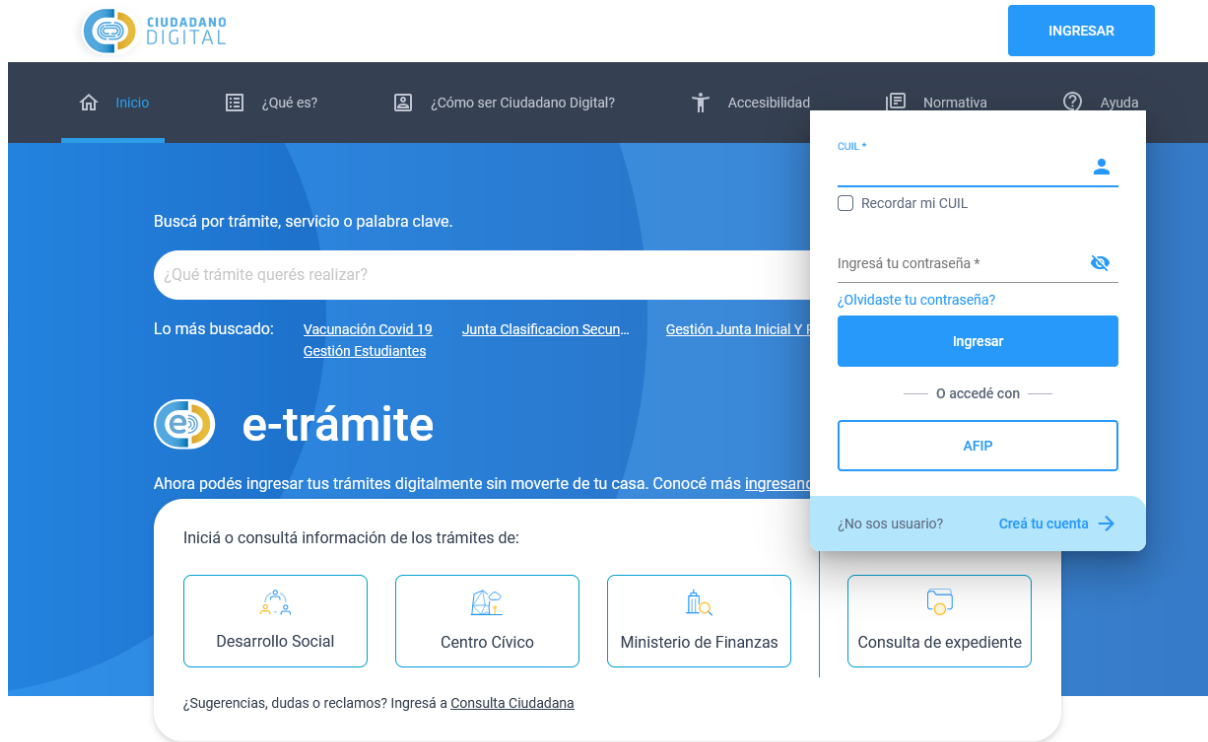 CIUDADANO
DIGITAL
INGRESAR
Inicio
¿Qué es?
¿Cómo ser Ciudadano Digital?
Accesibilidad
Normativa
Ayuda
Buscá por trámite, servicio o palabra clave.
¿Qué trámite querés realizar?
Lo más buscado:
Vacunación Covid 19
Junta Clasificacion Secun...
Gestión Junta Inicial Y
Gestión Estudiantes
e-trámite
Ahora podés ingresar tus trámites digitalmente sin moverte de tu casa. Conocé más
Iniciá o consultá información de los trámites de:
Desarrollo Social
Centro Cívico
Ministerio de Finanzas
Consulta de expediente
¿Sugerencias, dudas o reclamos? Ingresá a Consulta Ciudadana
CUIL *
Recordar mi CUIL
Ingresá tu contraseña *
¿Olvidaste tu contraseña?
Ingresar
O accedé con
AFIP
¿No sos usuario?
Creá tu cuenta